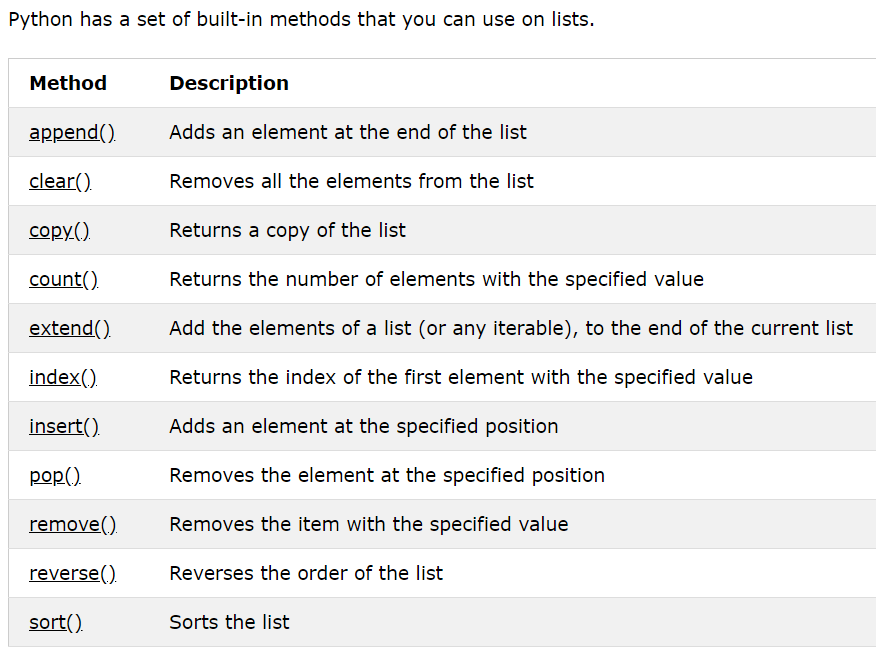 Python has a set of built-in methods that you can use on lists.
Method Description
append() Adds an element at the end of the list
clear() Removes all the elements from the list
copy() Returns a copy of the list
count() Returns the number of elements with the specified value
extend() Add the elements of a list (or any iterable), to the end of the current list
index() Returns the index of the first element with the specified value
insert() Adds an element at the specified position
pop() Removes the element at the specified position
remove() Removes the item with the specified value
reverse() Reverses the order of the list
sort() Sorts the list